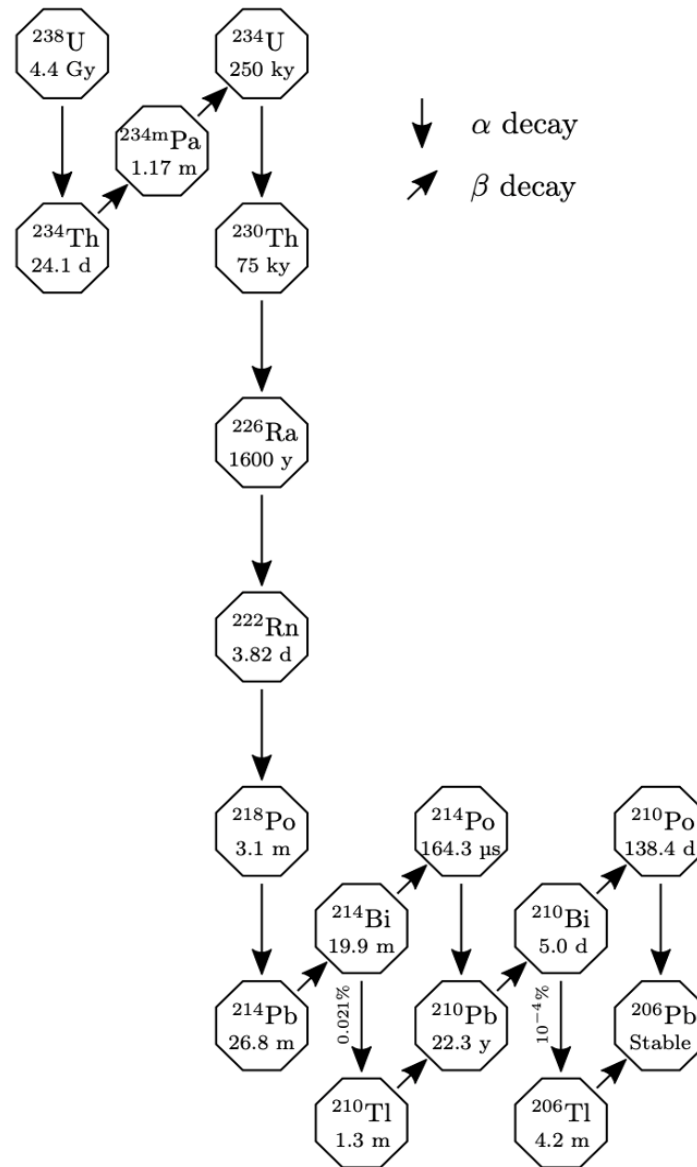 ²³⁸U
4.4 Gy
²³⁴U
250 ky
α decay
²³⁴ᵐPa
1.17 m
β decay
²³⁴Th
24.1 d
²³⁰Th
75 ky
²²⁶Ra
1600 y
²²²Rn
3.82 d
²¹⁸Po
3.1 m
²¹⁴Po
164.3 µs
²¹⁰Po
138.4 d
²¹⁴Bi
19.9 m
²¹⁰Bi
5.0 d
²¹⁴Pb
26.8 m
0.021%
²¹⁰Pb
22.3 y
10⁻⁴%
²⁰⁶Pb
Stable
²¹⁰Tl
1.3 m
²⁰⁶Tl
4.2 m